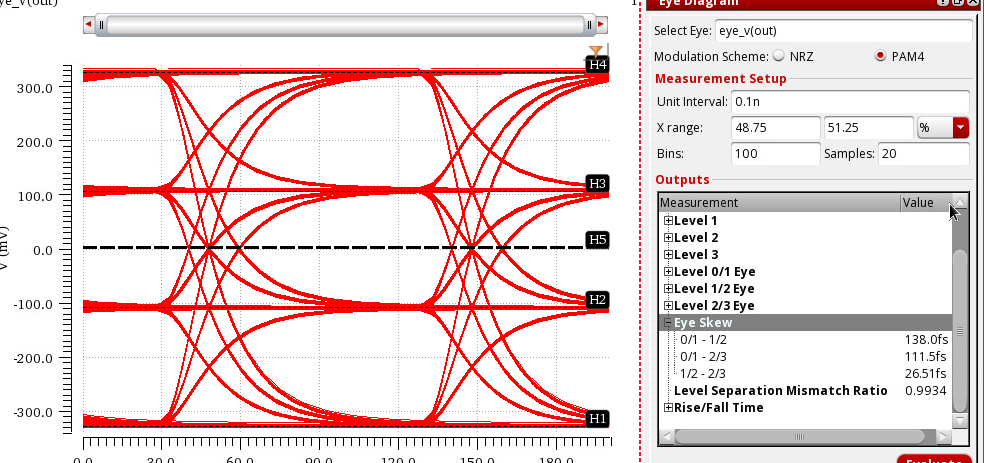 eye_v(out)
1
Eye Diagram
Select Eye: eye_v(out)
Modulation Scheme: NRZ PAM4
Measurement Setup
Unit Interval: 0.1n
X range: 48.75 51.25 %
Bins: 100 Samples: 20
Outputs
Measurement Value
Level 1
Level 2
Level 3
Level 0/1 Eye
Level 1/2 Eye
Level 2/3 Eye
Eye Skew
0/1 - 1/2 138.0fs
0/1 - 2/3 111.5fs
1/2 - 2/3 26.51fs
Level Separation Mismatch Ratio 0.9934
Rise/Fall Time
Evaluate
V (mV)
300.0
200.0
100.0
0.0
-100.0
-200.0
-300.0
H4
H3
H5
H2
H1
0.0 30.0 60.0 90.0 120.0 150.0 180.0